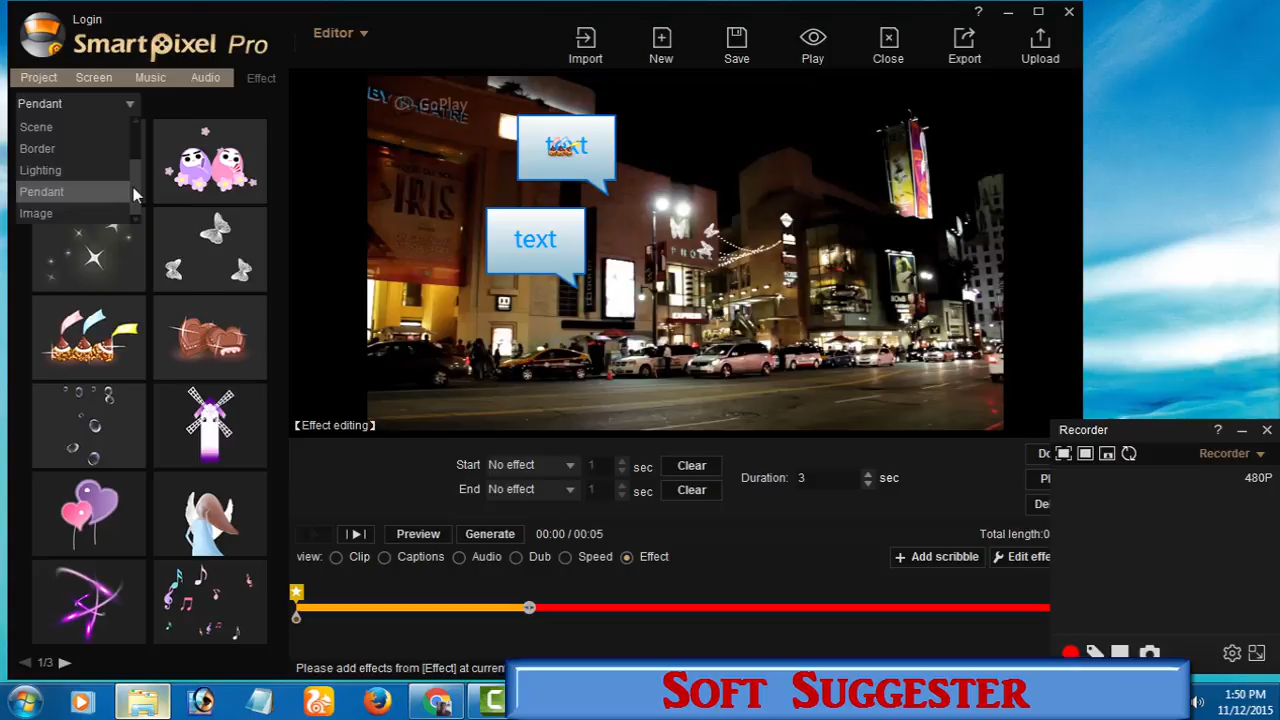 Login
SmartPixel Pro
Editor
?
Import
New
Save
Play
Close
Export
Upload
Project
Screen
Music
Audio
Effect
Pendant
Scene
Border
Lighting
Pendant
Image
GoPlay
BY
THEATRE
IRIS
text
text
EXPRESS
【Effect editing】
Start No effect 1 sec Clear
End No effect 1 sec Clear
Duration: 3 sec
Preview
Generate
00:00 / 00:05
Total length:0
view: Clip Captions Audio Dub Speed Effect
+ Add scribble
Edit effe
1/3
Please add effects from [Effect] at curren
Recorder
?
Recorder
480P
Soft Suggester
1:50 PM
11/12/2015